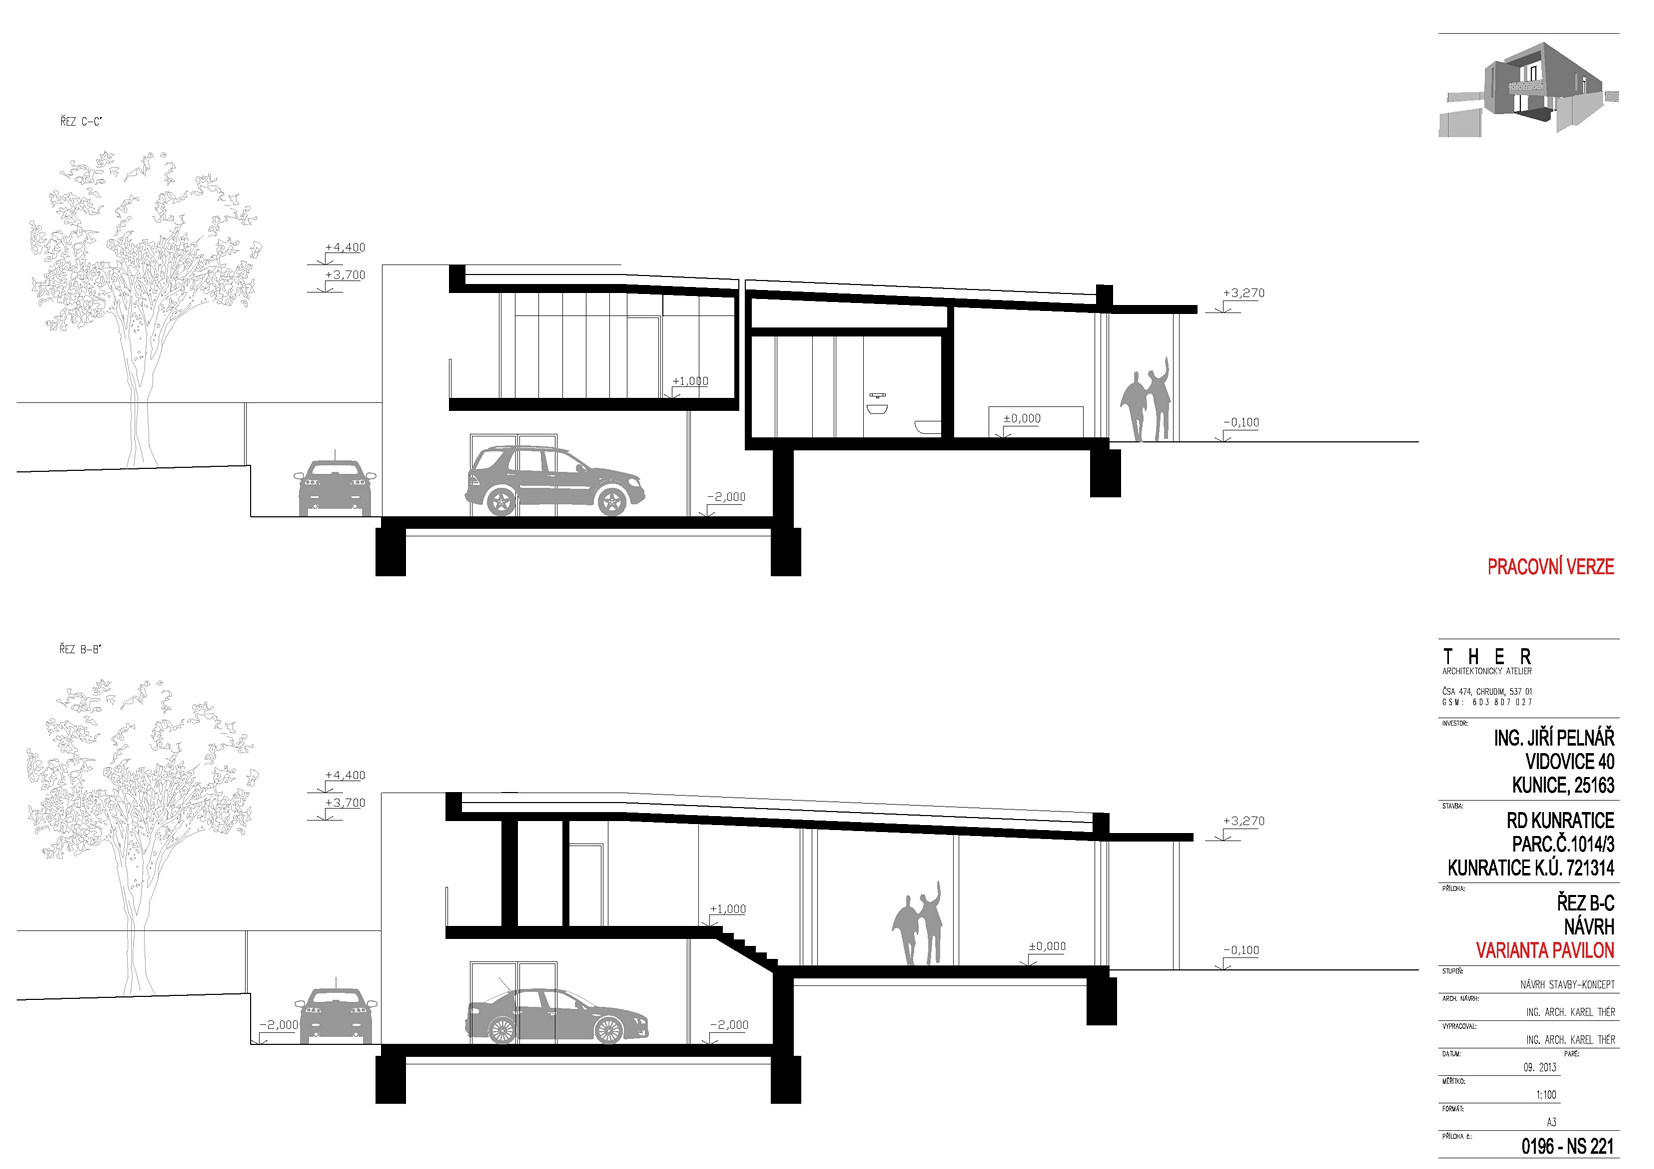 ŘEZ C-C'
+4,400
+3,700
+3,270
+1,000
±0,000
-0,100
-2,000
PRACOVNÍ VERZE
ŘEZ B-B'
+4,400
+3,700
+3,270
+1,000
±0,000
-0,100
-2,000
-2,000
T H E R
ARCHITEKTONICKÝ ATELIER
ČSA 474, CHRUDIM, 537 01
GSM: 603 807 027
INVESTOR:
ING. JIŘÍ PELNÁŘ
VIDOVICE 40
KUNICE, 25163
STAVBA:
RD KUNRATICE
PARC.Č.1014/3
KUNRATICE K.Ú. 721314
PŘÍLOHA:
ŘEZ B-C
NÁVRH
VARIANTA PAVILON
STUPEŇ:
NÁVRH STAVBY-KONCEPT
ARCH. NÁVRH:
ING. ARCH. KAREL THÉR
VYPRACOVAL:
ING. ARCH. KAREL THÉR
DATUM: PARÉ:
09. 2013
MĚŘÍTKO:
1:100
FORMÁT:
A3
PŘÍLOHA Č.:
0196 - NS 221